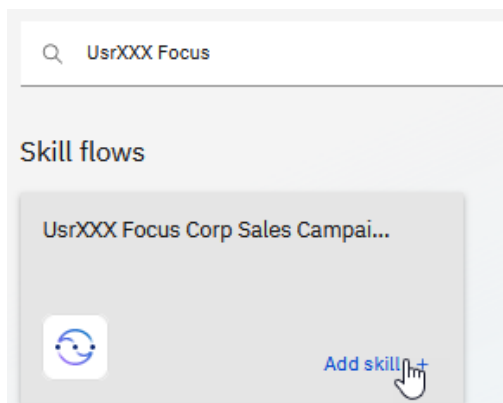 UsrXXX Focus
Skill flows
UsrXXX Focus Corp Sales Campai...
Add skill +